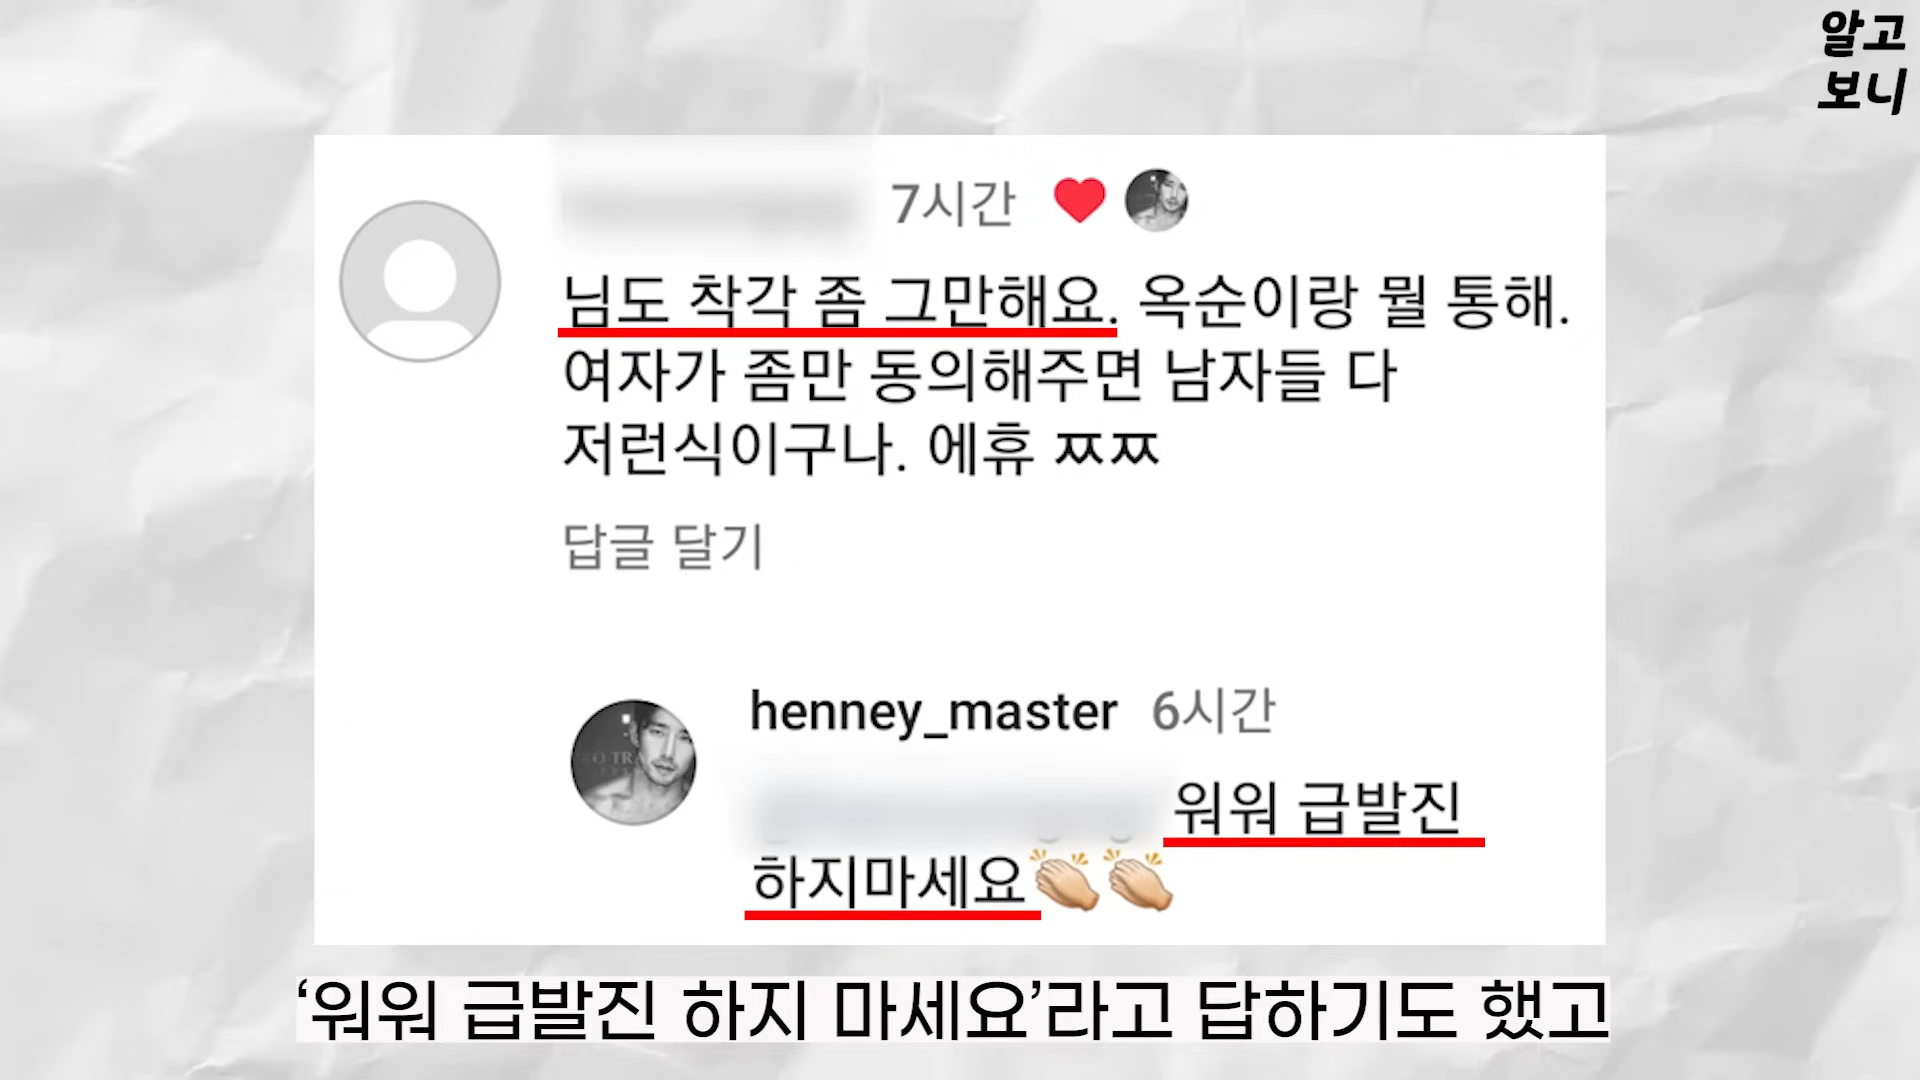 알고
보니
7시간
님도 착각 좀 그만해요. 옥순이랑 뭘 통해.
여자가 좀만 동의해주면 남자들 다
저런식이구나. 에휴 ㅉㅉ
답글 달기
henney_master 6시간
워워 급발진
하지마세요👏🏻👏🏻
‘워워 급발진 하지 마세요’라고 답하기도 했고